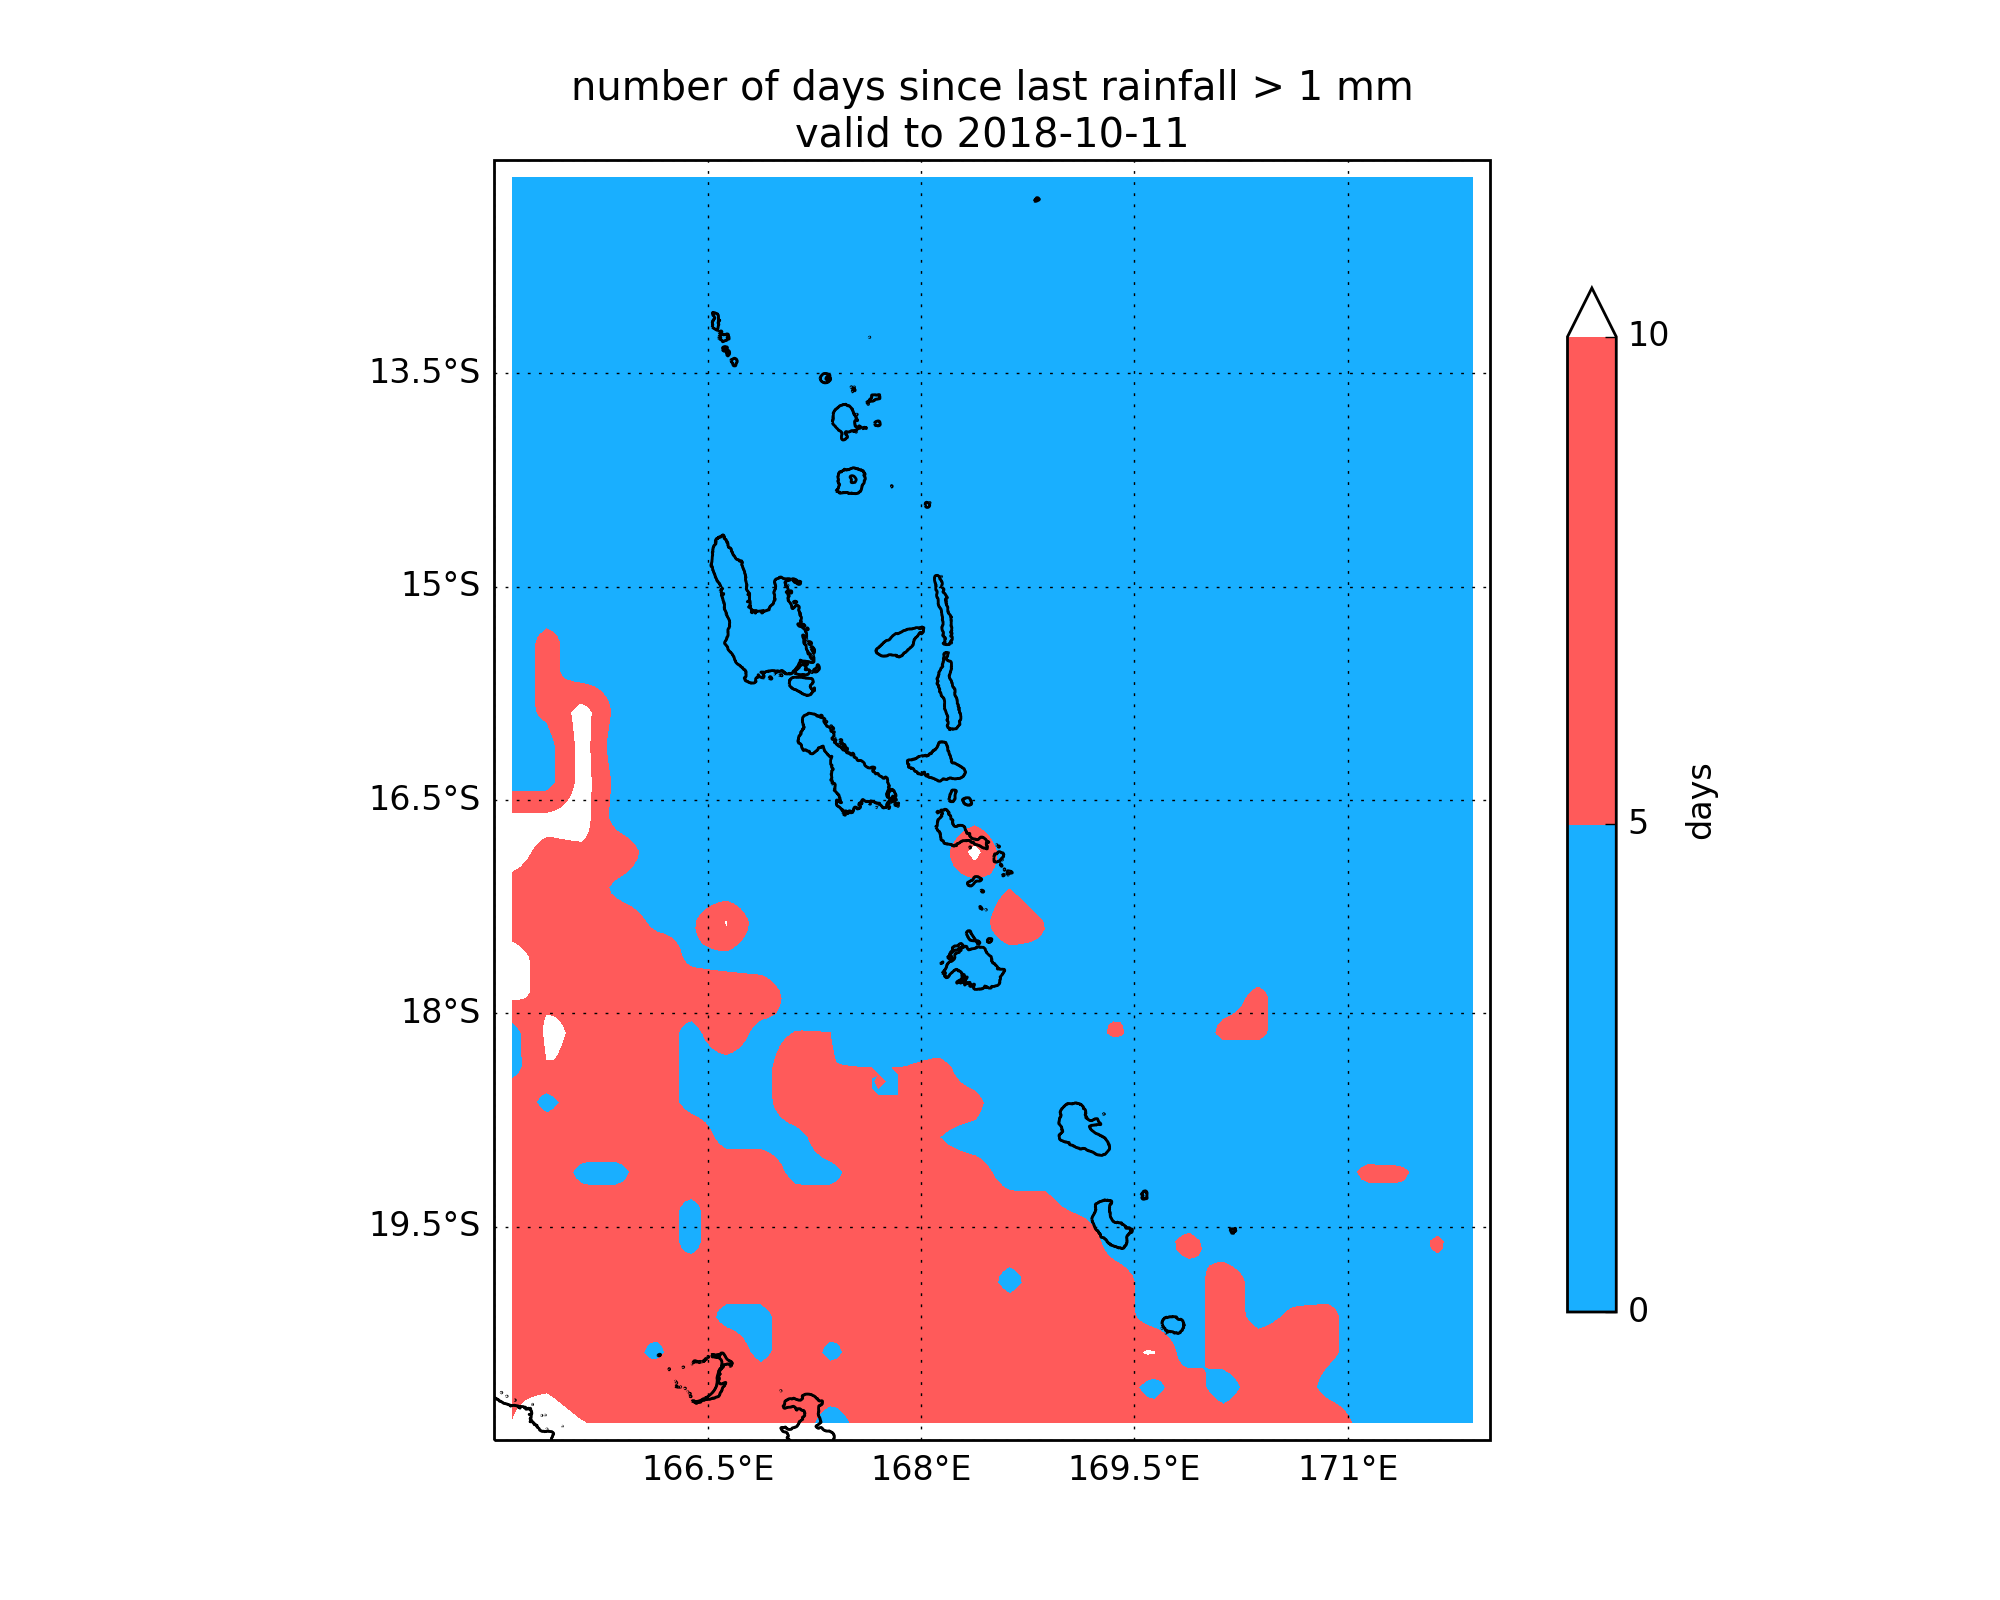 number of days since last rainfall > 1 mm
valid to 2018-10-11
13.5°S
15°S
16.5°S
18°S
19.5°S
166.5°E
168°E
169.5°E
171°E
10
5
0
days